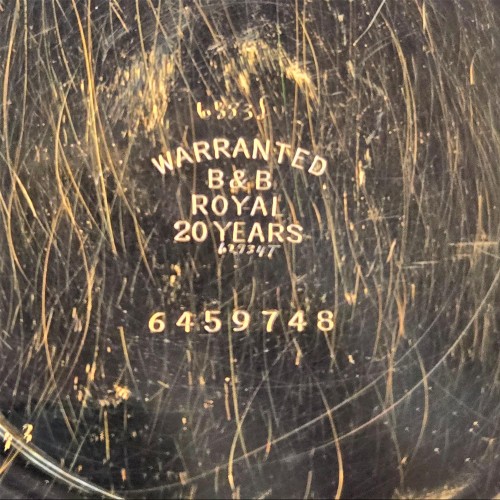 WARRANTED
B&B
ROYAL
20 YEARS
6459748